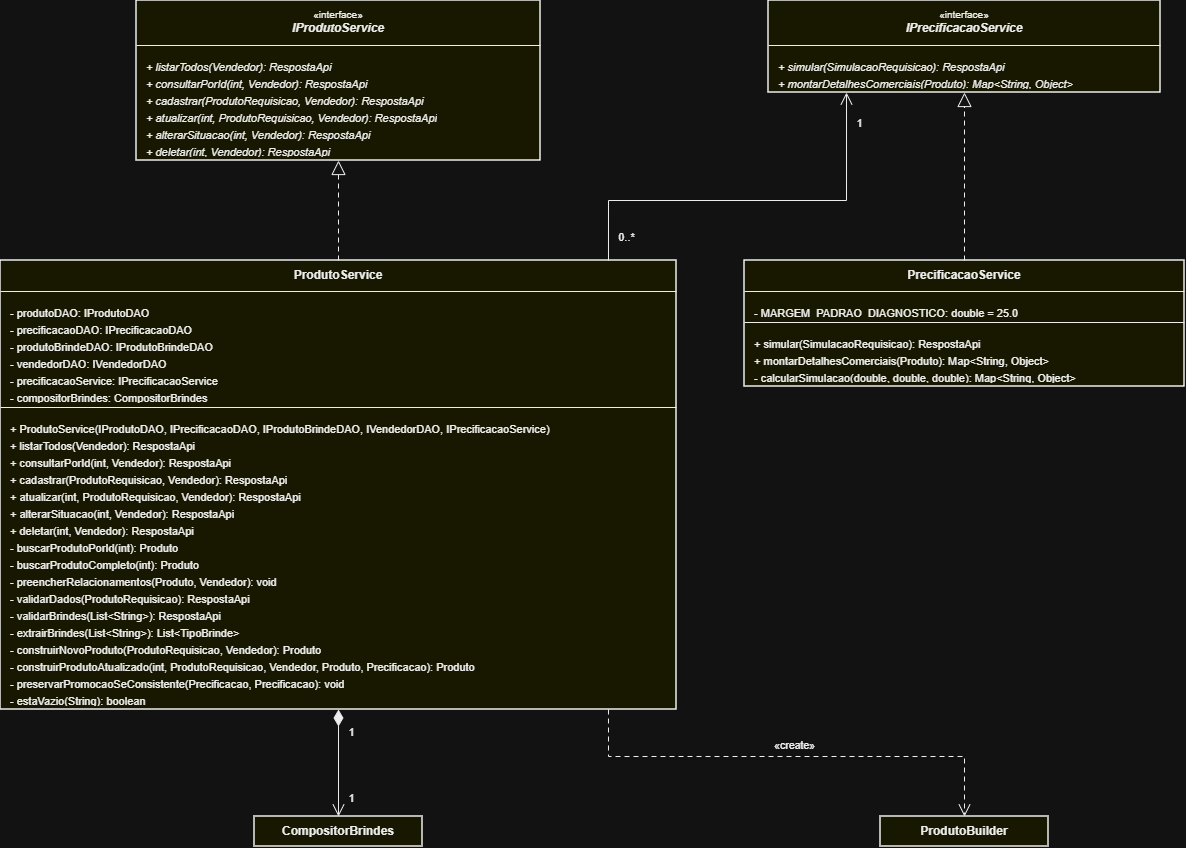 «interface»
IProdutoService
+ listarTodos(Vendedor): RespostaApi
+ consultarPorId(int, Vendedor): RespostaApi
+ cadastrar(ProdutoRequisicao, Vendedor): RespostaApi
+ atualizar(int, ProdutoRequisicao, Vendedor): RespostaApi
+ alterarSituacao(int, Vendedor): RespostaApi
+ deletar(int, Vendedor): RespostaApi
«interface»
IPrecificacaoService
+ simular(SimulacaoRequisicao): RespostaApi
+ montarDetalhesComerciais(Produto): Map<String, Object>
1
0..*
ProdutoService
- produtoDAO: IProdutoDAO
- precificacaoDAO: IPrecificacaoDAO
- produtoBrindeDAO: IProdutoBrindeDAO
- vendedorDAO: IVendedorDAO
- precificacaoService: IPrecificacaoService
- compositorBrindes: CompositorBrindes
+ ProdutoService(IProdutoDAO, IPrecificacaoDAO, IProdutoBrindeDAO, IVendedorDAO, IPrecificacaoService)
+ listarTodos(Vendedor): RespostaApi
+ consultarPorId(int, Vendedor): RespostaApi
+ cadastrar(ProdutoRequisicao, Vendedor): RespostaApi
+ atualizar(int, ProdutoRequisicao, Vendedor): RespostaApi
+ alterarSituacao(int, Vendedor): RespostaApi
+ deletar(int, Vendedor): RespostaApi
- buscarProdutoPorId(int): Produto
- buscarProdutoCompleto(int): Produto
- preencherRelacionamentos(Produto, Vendedor): void
- validarDados(ProdutoRequisicao): RespostaApi
- validarBrindes(List<String>): RespostaApi
- extrairBrindes(List<String>): List<TipoBrinde>
- construirNovoProduto(ProdutoRequisicao, Vendedor): Produto
- construirProdutoAtualizado(int, ProdutoRequisicao, Vendedor, Produto, Precificacao): Produto
- preservarPromocaoSeConsistente(Precificacao, Precificacao): void
- estaVazio(String): boolean
PrecificacaoService
- MARGEM_PADRAO_DIAGNOSTICO: double = 25.0
+ simular(SimulacaoRequisicao): RespostaApi
+ montarDetalhesComerciais(Produto): Map<String, Object>
- calcularSimulacao(double, double, double): Map<String, Object>
1
«create»
1
CompositorBrindes
ProdutoBuilder